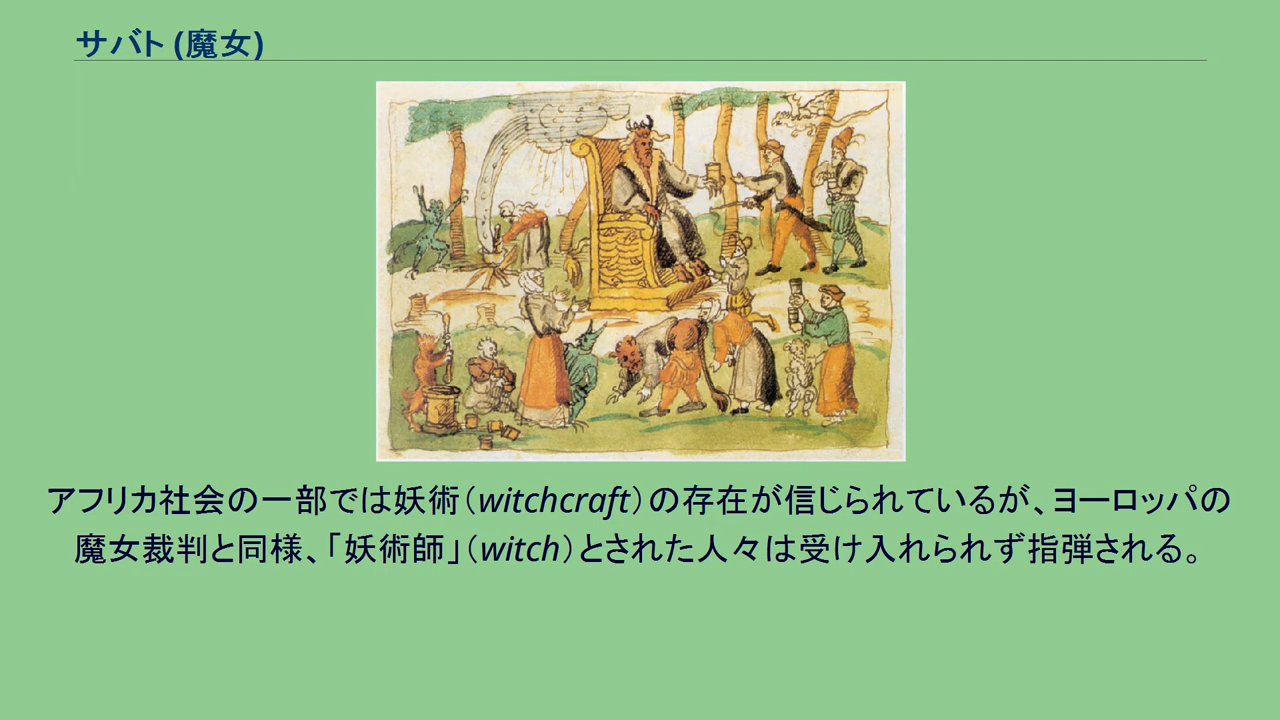 サバト (魔女)
アフリカ社会の一部では妖術（witchcraft）の存在が信じられているが、ヨーロッパの
魔女裁判と同様、「妖術師」（witch）とされた人々は受け入れられず指弾される。